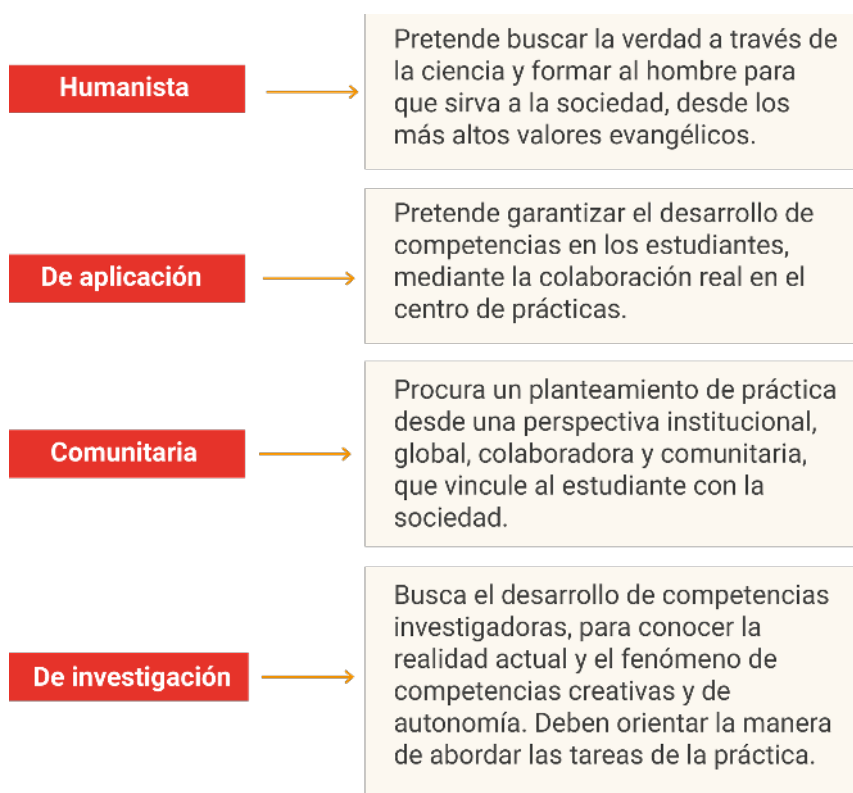 Humanista
Pretende buscar la verdad a través de
la ciencia y formar al hombre para
que sirva a la sociedad, desde los
más altos valores evangélicos.
De aplicación
Pretende garantizar el desarrollo de
competencias en los estudiantes,
mediante la colaboración real en el
centro de prácticas.
Comunitaria
Procura un planteamiento de práctica
desde una perspectiva institucional,
global, colaboradora y comunitaria,
que vincule al estudiante con la
sociedad.
De investigación
Busca el desarrollo de competencias
investigadoras, para conocer la
realidad actual y el fenómeno de
competencias creativas y de
autonomía. Deben orientar la manera
de abordar las tareas de la práctica.